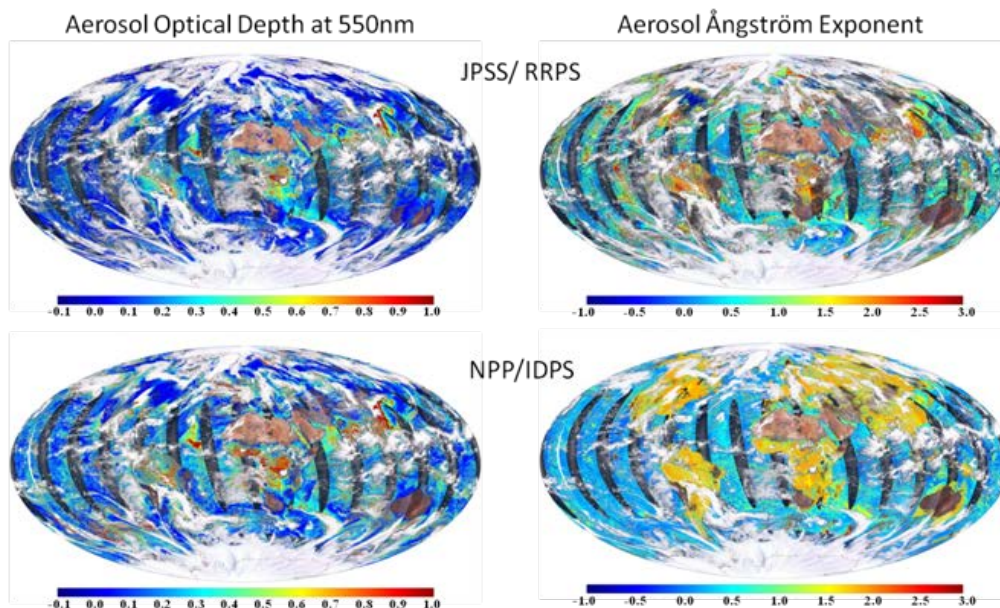 Aerosol Optical Depth at 550nm
Aerosol Ångström Exponent
JPSS/ RRPS
-0.1 0.0 0.1 0.2 0.3 0.4 0.5 0.6 0.7 0.8 0.9 1.0
-1.0 -0.5 0.0 0.5 1.0 1.5 2.0 2.5 3.0
NPP/IDPS
-0.1 0.0 0.1 0.2 0.3 0.4 0.5 0.6 0.7 0.8 0.9 1.0
-1.0 -0.5 0.0 0.5 1.0 1.5 2.0 2.5 3.0